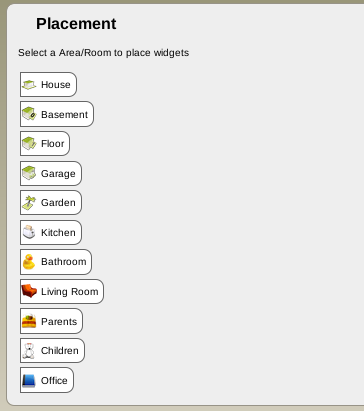 Placement
Select a Area/Room to place widgets
House
Basement
Floor
Garage
Garden
Kitchen
Bathroom
Living Room
Parents
Children
Office